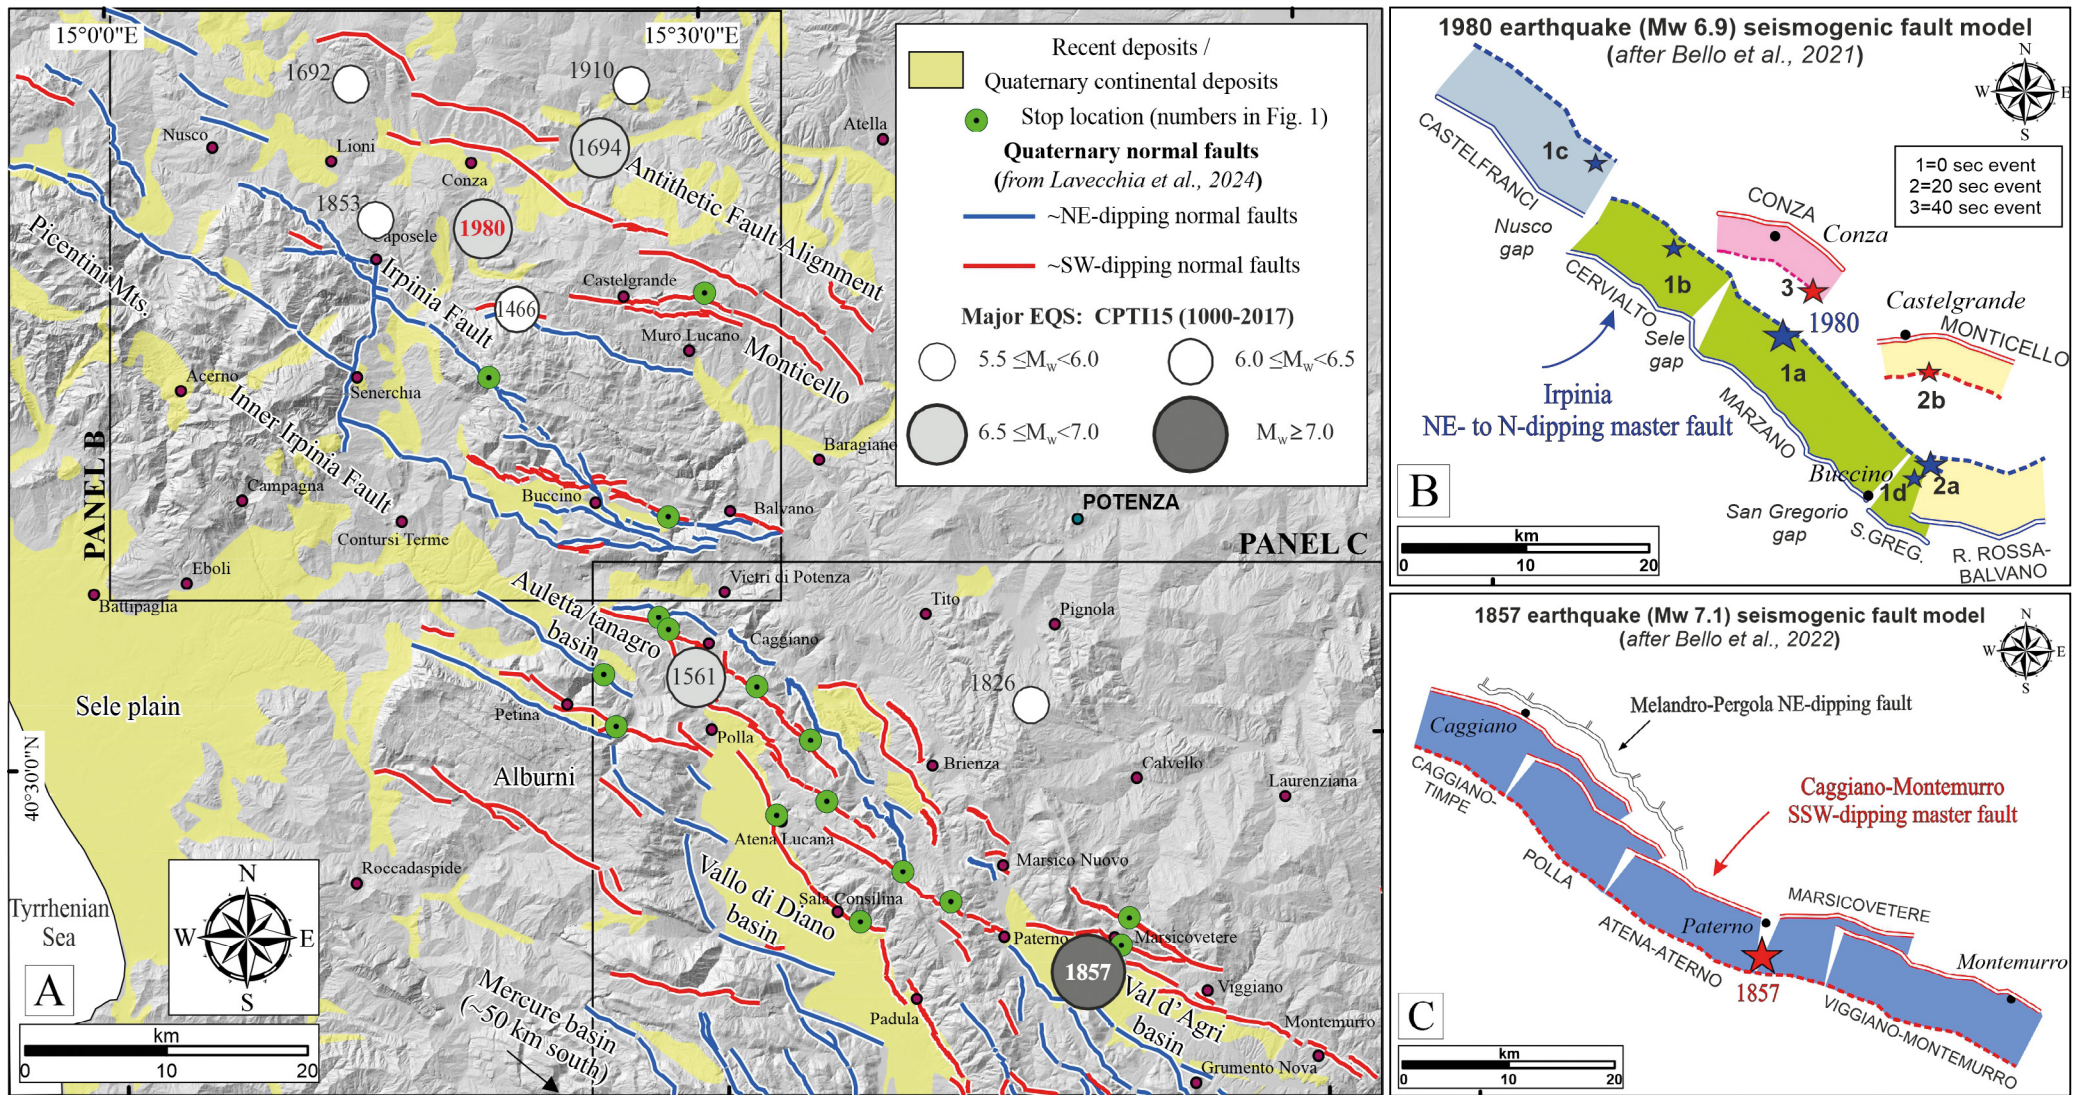 15°0'0"E
15°30'0"E
40°30'0"N
1692
1910
1694
1853
1980
1466
1561
1826
1857
Nusco
Lioni
Conza
Atella
Caposele
Castelgrande
Muro Lucano
Acerno
Senerchia
Baragiano
Campagna
Contursi Terme
Buccino
Balvano
POTENZA
Eboli
Battipaglia
Vietri di Potenza
Tito
Pignola
Caggiano
Petina
Polla
Brienza
Calvello
Laurenziana
Atena Lucana
Marsico Nuovo
Roccadaspide
Sala Consilina
Paterno
Marsicovetere
Padula
Viggiano
Montemurro
Grumento Nova
Picentini Mts.
Irpinia Fault
Antithetic Fault Alignment
Monticello
Inner Irpinia Fault
Auletta/tanagro
basin
Sele plain
Alburni
Vallo di Diano
basin
Val d'Agri
basin
Mercure basin
(~50 km south)
Tyrrhenian
Sea
PANEL B
PANEL C
N
W E
S
A
km
0 10 20
Recent deposits /
Quaternary continental deposits
Stop location (numbers in Fig. 1)
Quaternary normal faults
(from Lavecchia et al., 2024)
~NE-dipping normal faults
~SW-dipping normal faults
Major EQS: CPTI15 (1000-2017)
5.5 ≤Mw<6.0
6.0 ≤Mw<6.5
6.5 ≤Mw<7.0
Mw≥7.0
1980 earthquake (Mw 6.9) seismogenic fault model
(after Bello et al., 2021)
N
W E
S
1=0 sec event
2=20 sec event
3=40 sec event
CASTELFRANCI
1c
Nusco
gap
CERVIALTO
1b
Sele
gap
CONZA
Conza
3
1980
1a
MARZANO
Castelgrande
MONTICELLO
2b
Irpinia
NE- to N-dipping master fault
Buccino
1d
2a
San Gregorio
gap
S.GREG.
R. ROSSA-
BALVANO
B
km
0 10 20
1857 earthquake (Mw 7.1) seismogenic fault model
(after Bello et al., 2022)
N
W E
S
Melandro-Pergola NE-dipping fault
Caggiano
CAGGIANO-
TIMPE
Caggiano-Montemurro
SSW-dipping master fault
POLLA
MARSICOVETERE
Paterno
ATENA-ATERNO
1857
Montemurro
VIGGIANO-MONTEMURRO
C
km
0 10 20